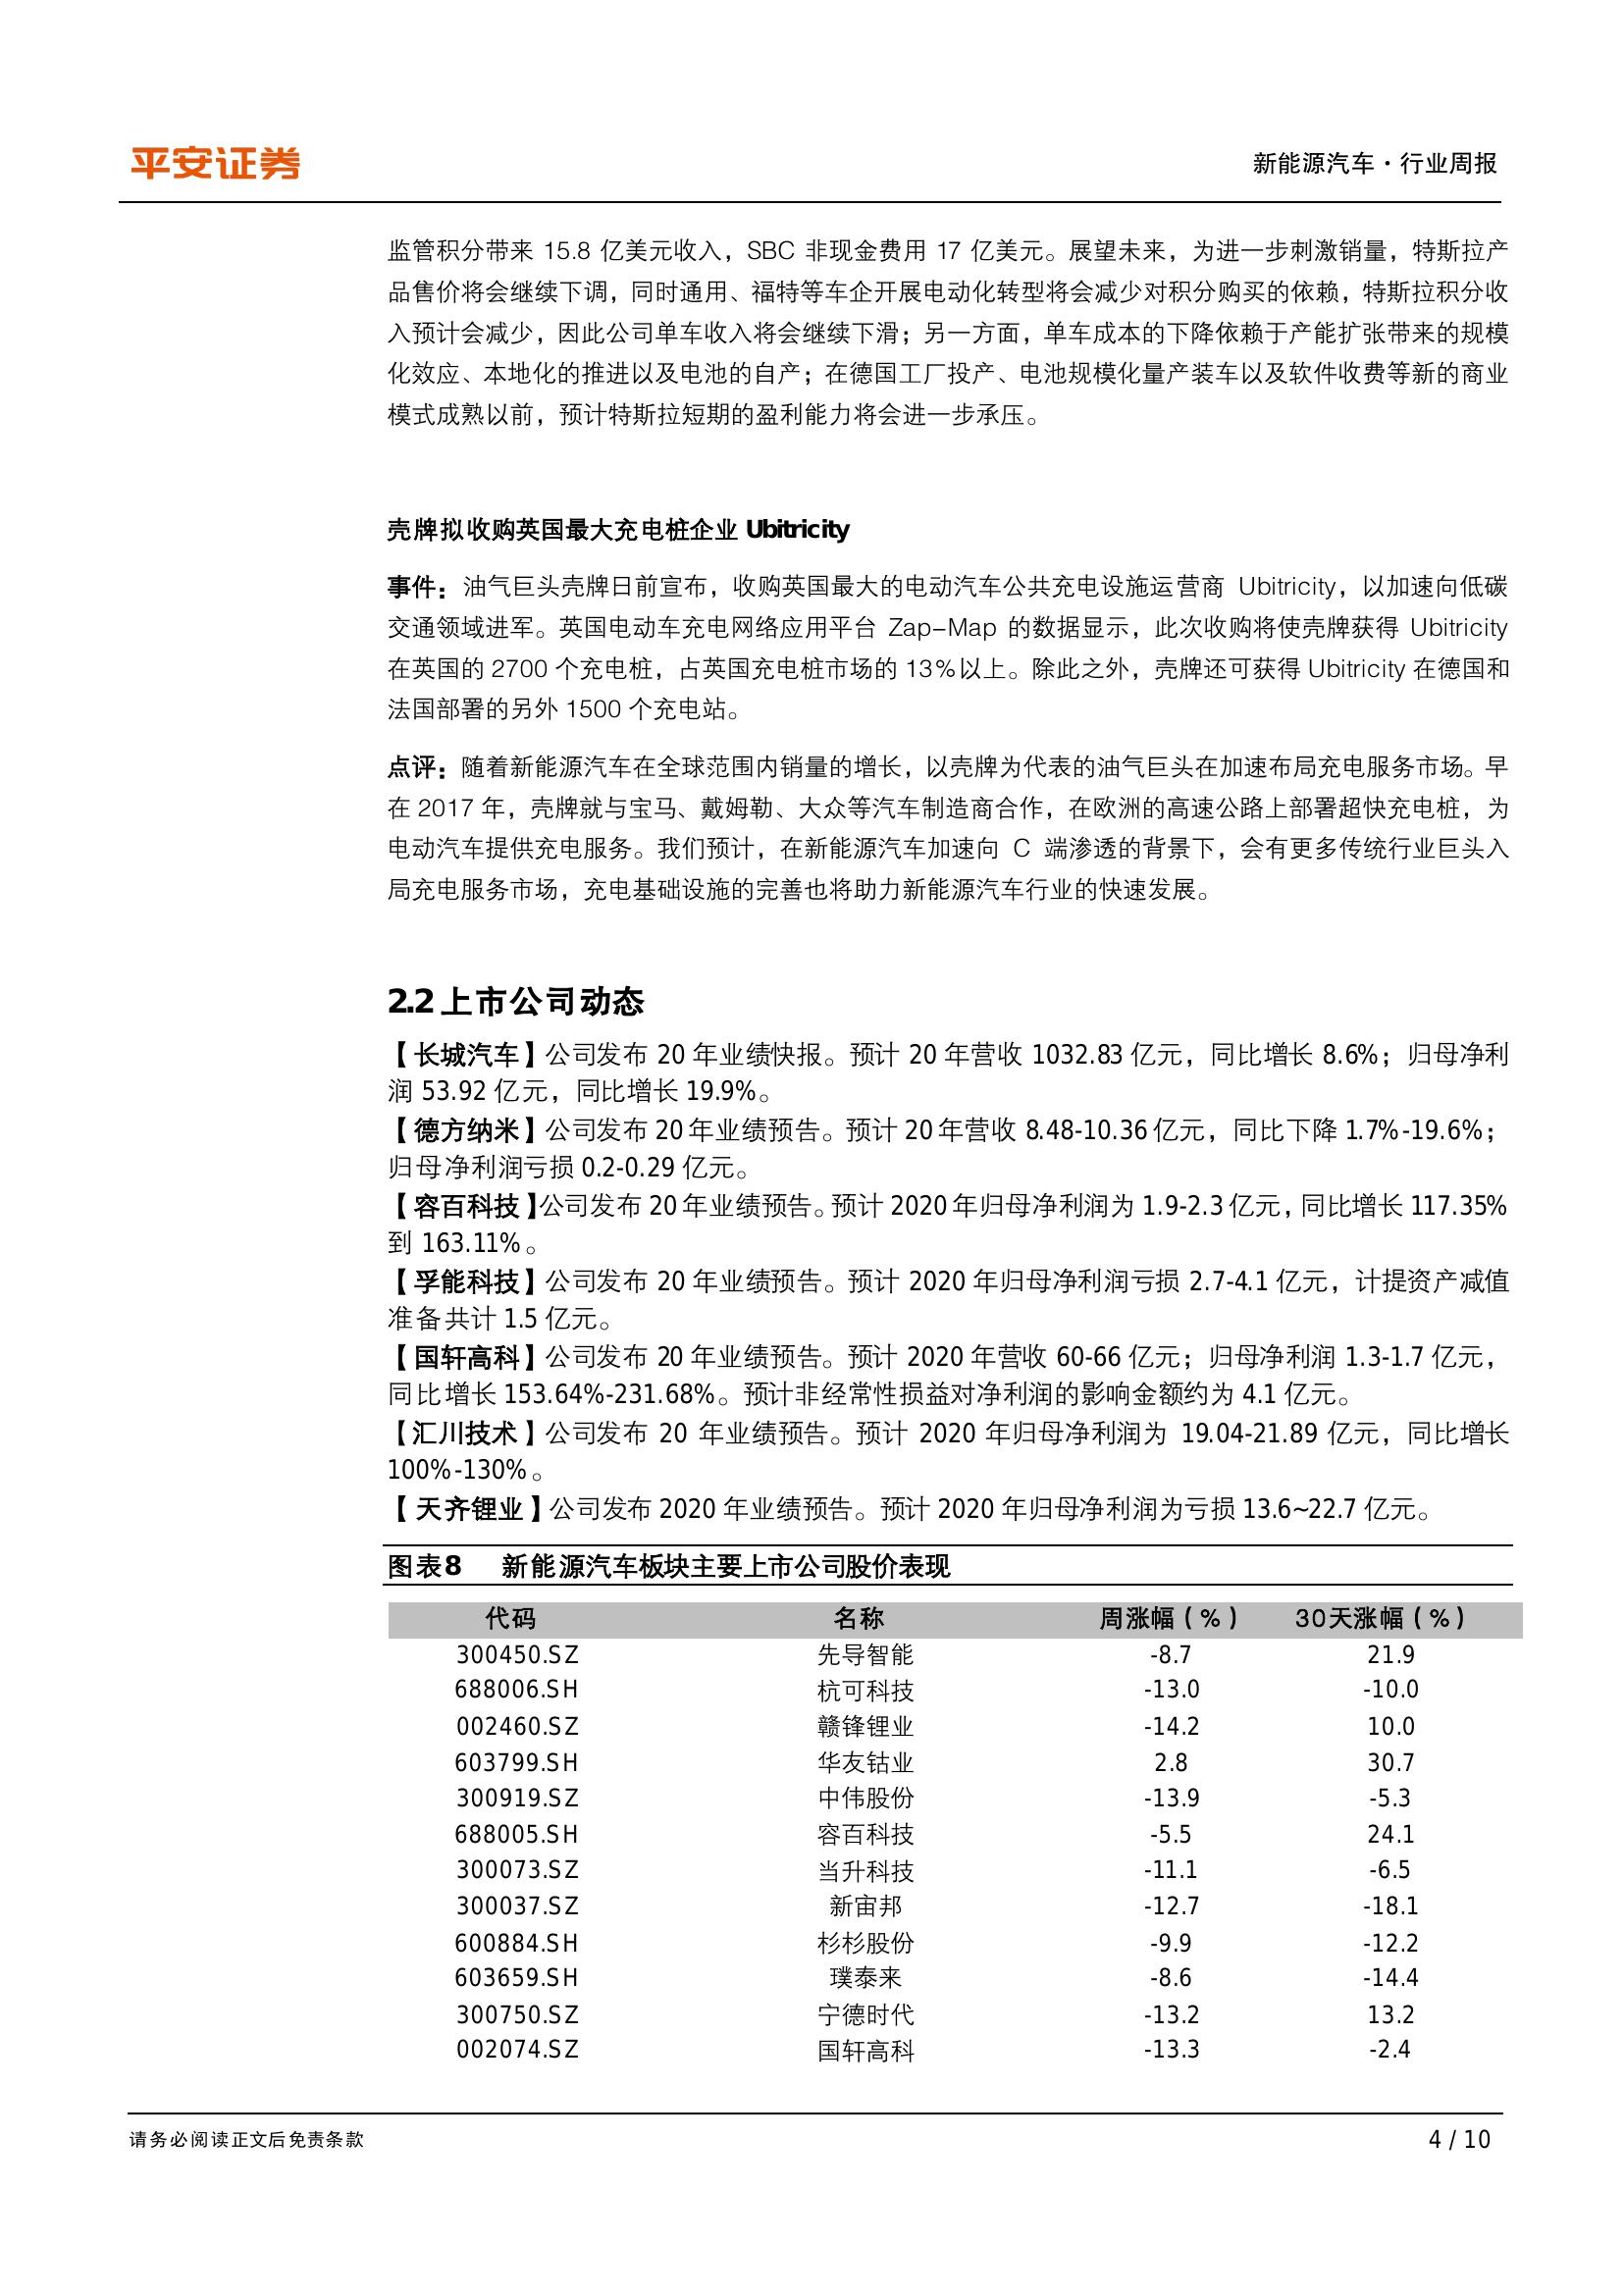 平安证券
新能源汽车·行业周报
监管积分带来 15.8 亿美元收入，SBC 非现金费用 17 亿美元。展望未来，为进一步刺激销量，特斯拉产
品售价将会继续下调，同时通用、福特等车企开展电动化转型将会减少对积分购买的依赖，特斯拉积分收
入预计会减少，因此公司单车收入将会继续下滑；另一方面，单车成本的下降依赖于产能扩张带来的规模
化效应、本地化的推进以及电池的自产；在德国工厂投产、电池规模化量产装车以及软件收费等新的商业
模式成熟以前，预计特斯拉短期的盈利能力将会进一步承压。
壳牌拟收购英国最大充电桩企业 Ubitricity
事件：油气巨头壳牌日前宣布，收购英国最大的电动汽车公共充电设施运营商 Ubitricity，以加速向低碳
交通领域进军。英国电动车充电网络应用平台 Zap-Map 的数据显示，此次收购将使壳牌获得 Ubitricity
在英国的 2700 个充电桩，占英国充电桩市场的 13%以上。除此之外，壳牌还可获得 Ubitricity 在德国和
法国部署的另外 1500 个充电站。
点评：随着新能源汽车在全球范围内销量的增长，以壳牌为代表的油气巨头在加速布局充电服务市场。早
在 2017 年，壳牌就与宝马、戴姆勒、大众等汽车制造商合作，在欧洲的高速公路上部署超快充电桩，为
电动汽车提供充电服务。我们预计，在新能源汽车加速向 C 端渗透的背景下，会有更多传统行业巨头入
局充电服务市场，充电基础设施的完善也将助力新能源汽车行业的快速发展。
2.2 上市公司动态
【长城汽车】公司发布 20 年业绩快报。预计 20 年营收 1032.83 亿元，同比增长 8.6%；归母净利
润 53.92 亿元，同比增长 19.9%。
【德方纳米】公司发布 20 年业绩预告。预计 20 年营收 8.48-10.36 亿元，同比下降 1.7%-19.6%；
归母净利润亏损 0.2-0.29 亿元。
【容百科技】公司发布 20 年业绩预告。预计 2020 年归母净利润为 1.9-2.3 亿元，同比增长 117.35%
到 163.11%。
【孚能科技】公司发布 20 年业绩预告。预计 2020 年归母净利润亏损 2.7-4.1 亿元，计提资产减值
准备共计 1.5 亿元。
【国轩高科】公司发布 20 年业绩预告。预计 2020 年营收 60-66 亿元；归母净利润 1.3-1.7 亿元，
同比增长 153.64%-231.68%。预计非经常性损益对净利润的影响金额约为 4.1 亿元。
【汇川技术】公司发布 20 年业绩预告。预计 2020 年归母净利润为 19.04-21.89 亿元，同比增长
100%-130%。
【天齐锂业】公司发布 2020 年业绩预告。预计 2020 年归母净利润为亏损 13.6~22.7 亿元。
图表8 新能源汽车板块主要上市公司股价表现
代码 名称 周涨幅（%） 30天涨幅（%）
300450.SZ 先导智能 -8.7 21.9
688006.SH 杭可科技 -13.0 -10.0
002460.SZ 赣锋锂业 -14.2 10.0
603799.SH 华友钴业 2.8 30.7
300919.SZ 中伟股份 -13.9 -5.3
688005.SH 容百科技 -5.5 24.1
300073.SZ 当升科技 -11.1 -6.5
300037.SZ 新宙邦 -12.7 -18.1
600884.SH 杉杉股份 -9.9 -12.2
603659.SH 璞泰来 -8.6 -14.4
300750.SZ 宁德时代 -13.2 13.2
002074.SZ 国轩高科 -13.3 -2.4
请务必阅读正文后免责条款
4 / 10